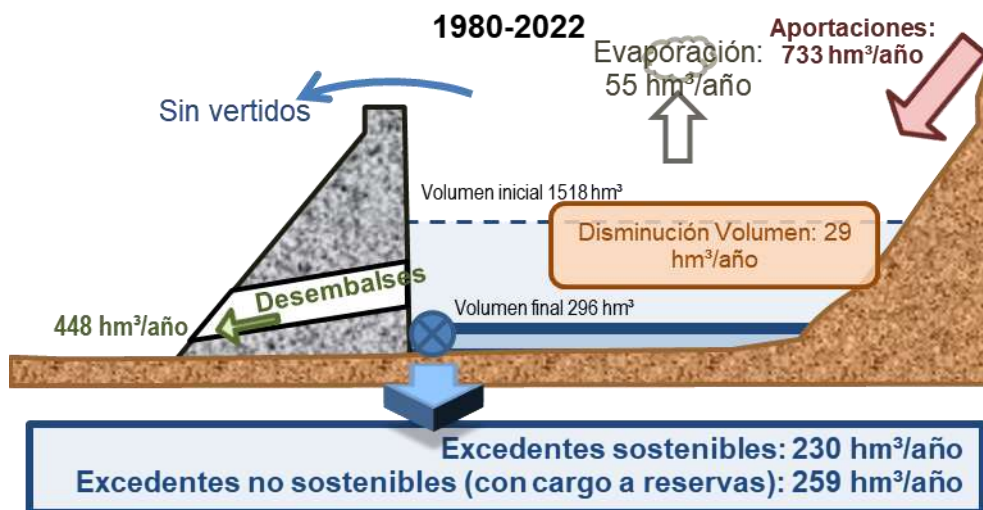 1980-2022
Aportaciones:
733 hm³/año
Evaporación:
55 hm³/año
Sin vertidos
Volumen inicial 1518 hm³
Disminución Volumen: 29
hm³/año
Desembalses
448 hm³/año
Volumen final 296 hm³
Excedentes sostenibles: 230 hm³/año
Excedentes no sostenibles (con cargo a reservas): 259 hm³/año